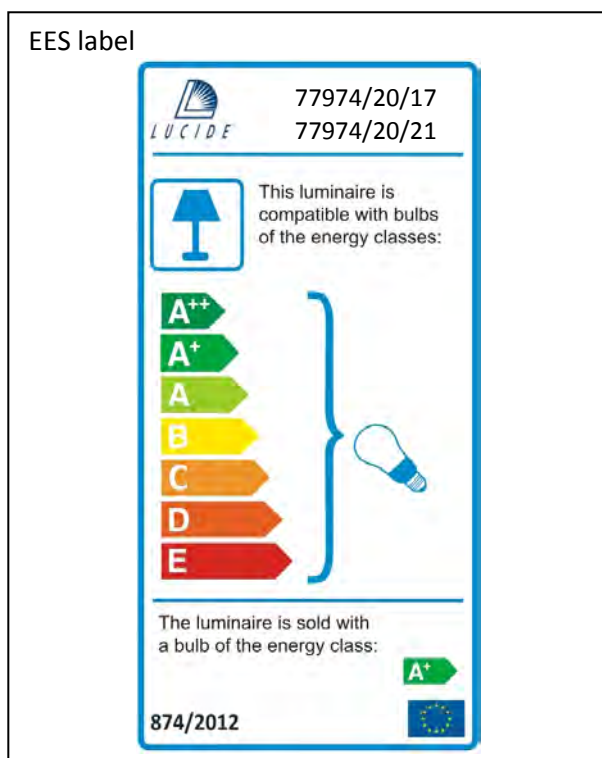 EES label
LUCIDE
77974/20/17
77974/20/21
This luminaire is
compatible with bulbs
of the energy classes:
A++
A+
A
B
C
D
E
The luminaire is sold with
a bulb of the energy class:
A+
874/2012